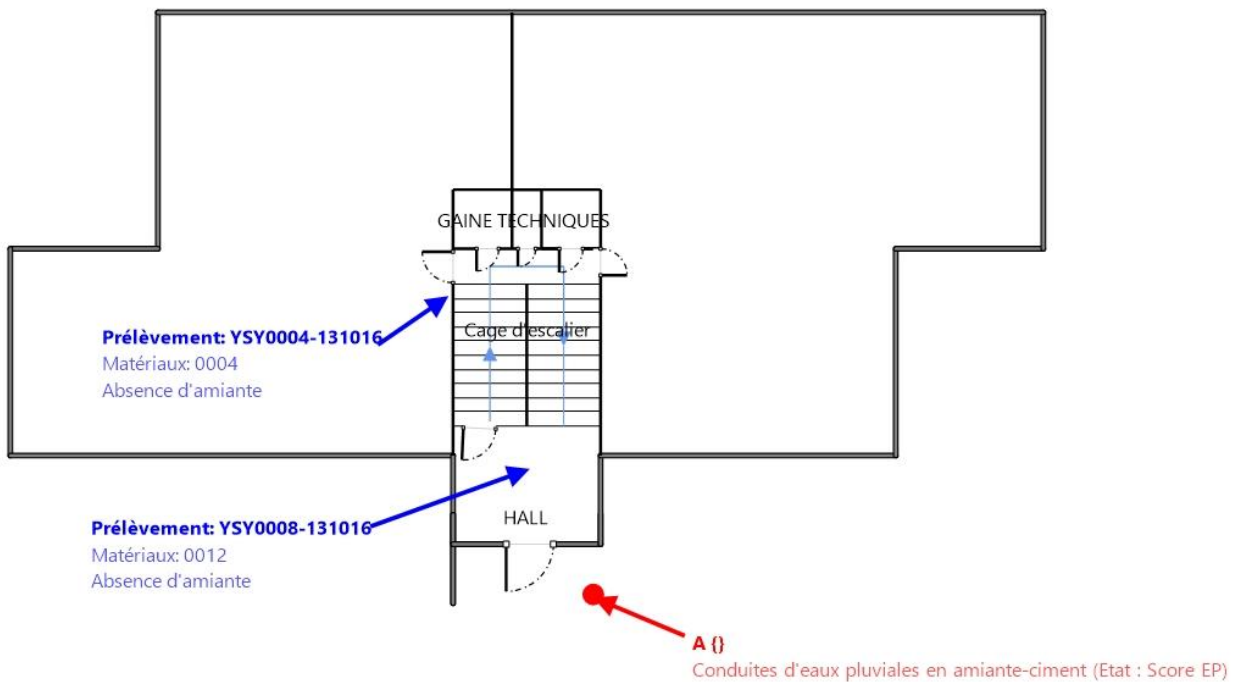 GAINE TECHNIQUES
Cage d'escalier
Prélèvement: YSY0004-131016
Matériaux: 0004
Absence d'amiante
HALL
Prélèvement: YSY0008-131016
Matériaux: 0012
Absence d'amiante
A {}
Conduites d'eaux pluviales en amiante-ciment (Etat : Score EP)